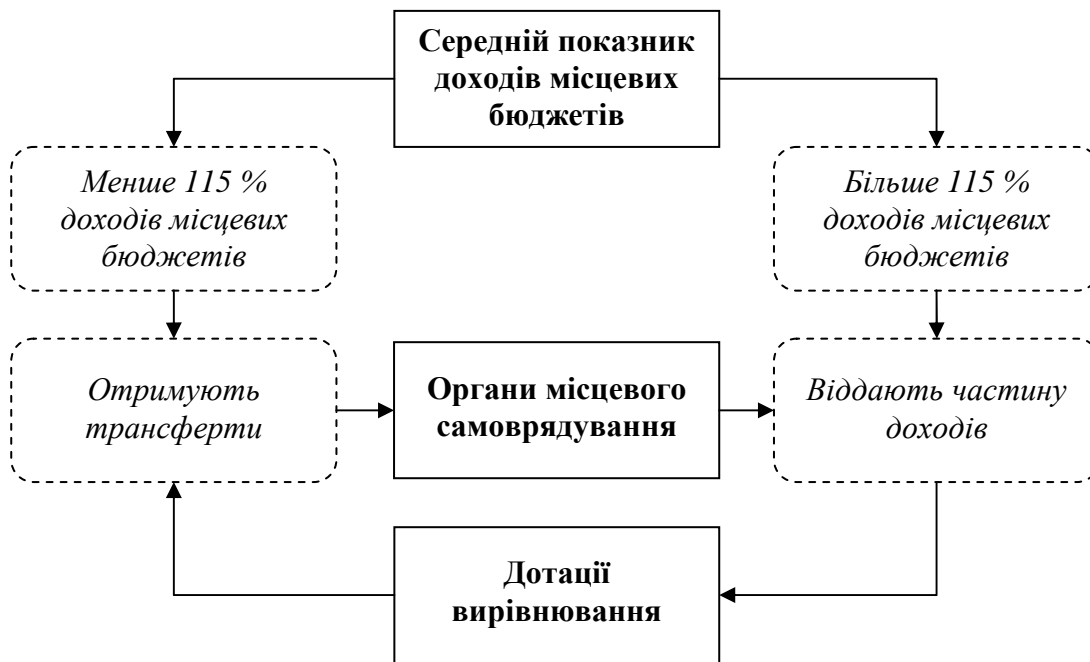 Середній показник
доходів місцевих
бюджетів
Менше 115 %
доходів місцевих
бюджетів
Більше 115 %
доходів місцевих
бюджетів
Отримують
трансферти
Органи місцевого
самоврядування
Віддають частину
доходів
Дотації
вирівнювання